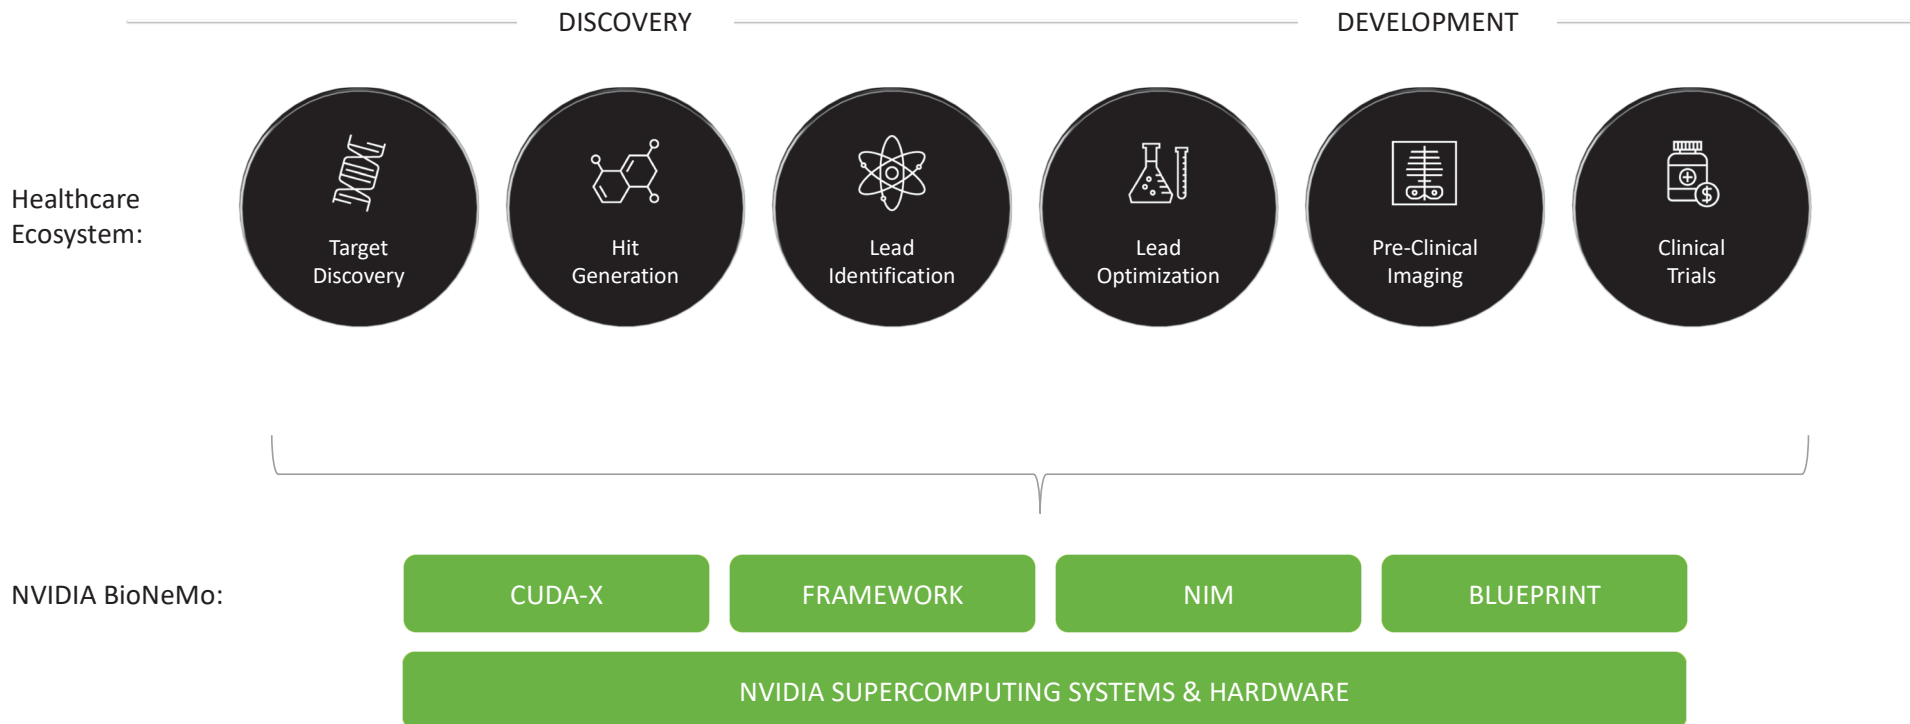 DISCOVERY
DEVELOPMENT
Healthcare
Ecosystem:
Target
Discovery
Hit
Generation
Lead
Identification
Lead
Optimization
Pre-Clinical
Imaging
$
Clinical
Trials
NVIDIA BioNeMo:
CUDA-X
FRAMEWORK
NIM
BLUEPRINT
NVIDIA SUPERCOMPUTING SYSTEMS & HARDWARE